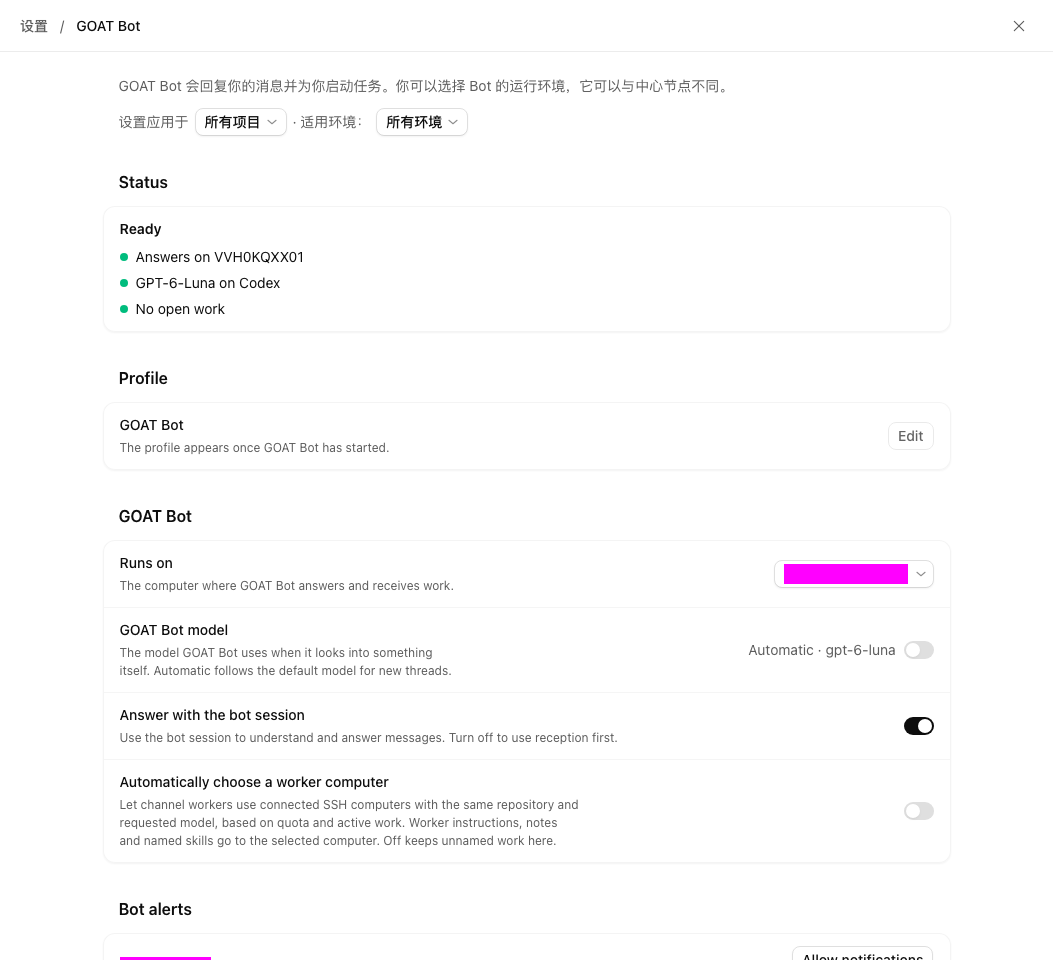 设置 / GOAT Bot
GOAT Bot 会回复你的消息并为你启动任务。你可以选择 Bot 的运行环境，它可以与中心节点不同。
设置应用于 所有项目 · 适用环境： 所有环境
Status
Ready
Answers on VVH0KQXX01
GPT-6-Luna on Codex
No open work
Profile
GOAT Bot
The profile appears once GOAT Bot has started.
Edit
GOAT Bot
Runs on
The computer where GOAT Bot answers and receives work.
GOAT Bot model
The model GOAT Bot uses when it looks into something
itself. Automatic follows the default model for new threads.
Automatic · gpt-6-luna
Answer with the bot session
Use the bot session to understand and answer messages. Turn off to use reception first.
Automatically choose a worker computer
Let channel workers use connected SSH computers with the same repository and
requested model, based on quota and active work. Worker instructions, notes
and named skills go to the selected computer. Off keeps unnamed work here.
Bot alerts
Allow notifications